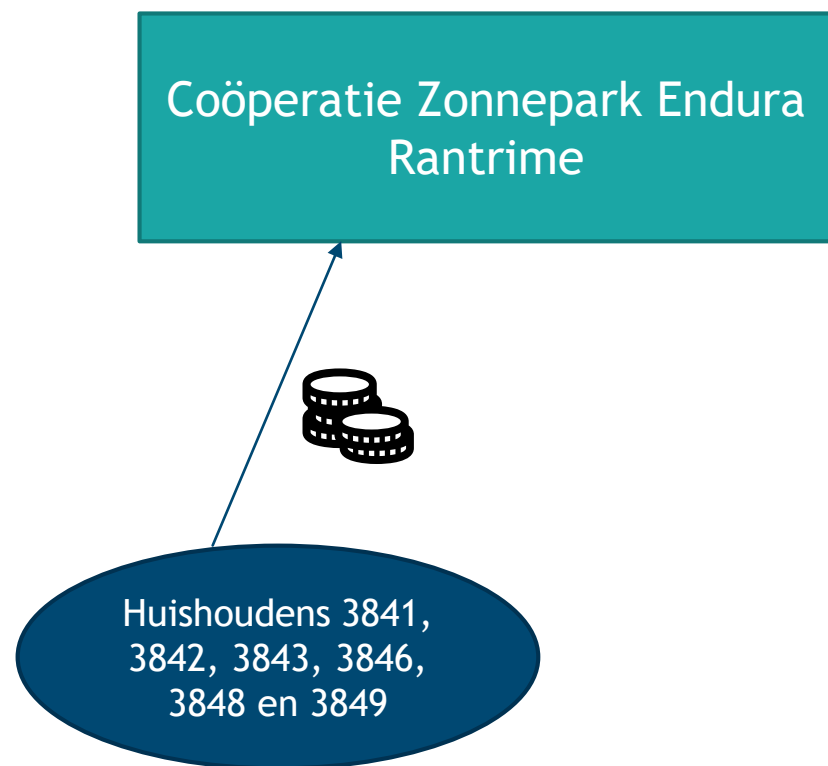 Coöperatie Zonnepark Endura
Rantrime
Huishoudens 3841,
3842, 3843, 3846,
3848 en 3849